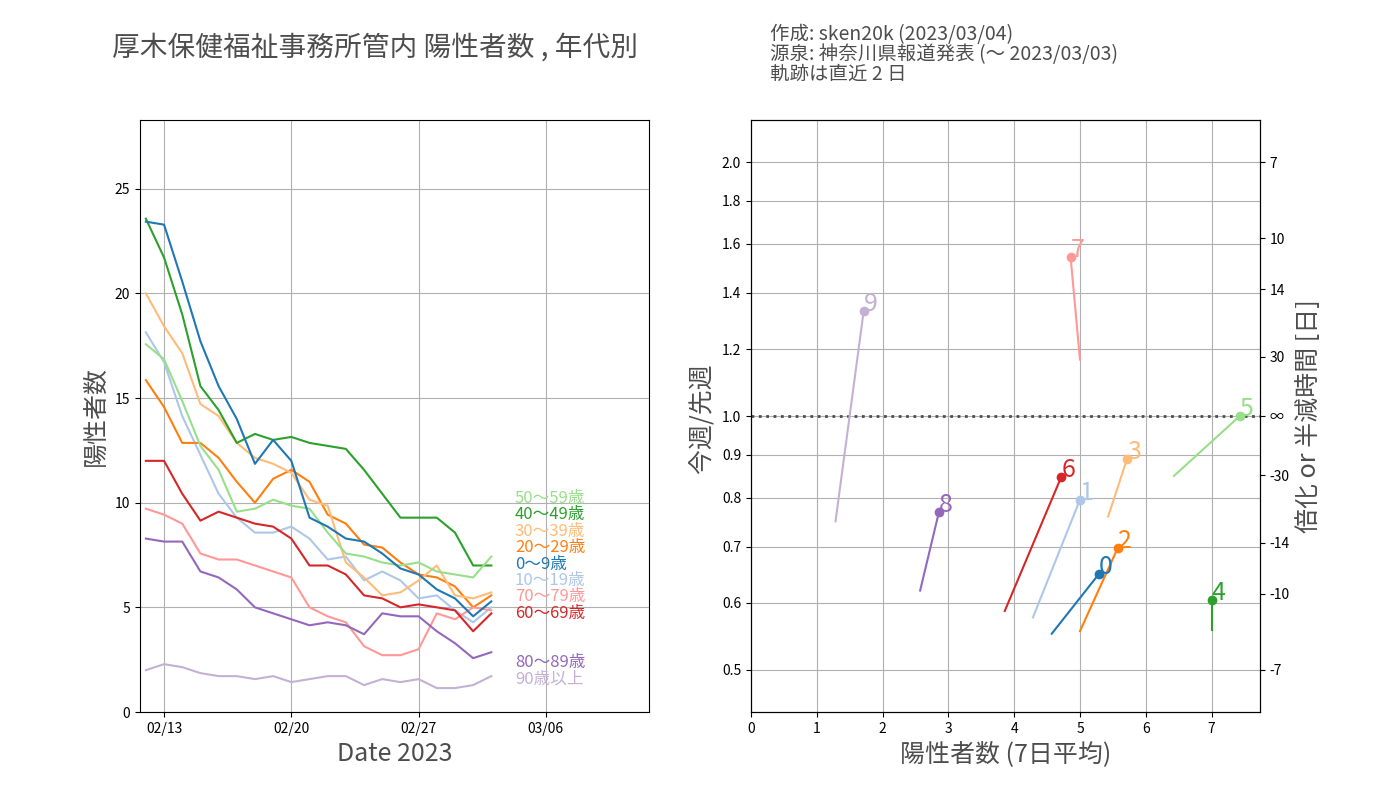 厚木保健福祉事務所管内 陽性者数 , 年代別
作成: sken20k (2023/03/04)
源泉: 神奈川県報道発表 (〜 2023/03/03)
軌跡は直近 2 日
陽性者数
25
20
15
10
5
0
50〜59歳
40〜49歳
30〜39歳
20〜29歳
0〜9歳
10〜19歳
70〜79歳
60〜69歳
80〜89歳
90歳以上
02/13
02/20
02/27
03/06
Date 2023
今週/先週
2.0
1.8
1.6
1.4
1.2
1.0
0.9
0.8
0.7
0.6
0.5
7
9
5
3
6
1
8
2
0
4
7
10
14
30
∞
-30
-14
-10
-7
倍化 or 半減時間 [日]
0
1
2
3
4
5
6
7
陽性者数 (7日平均)